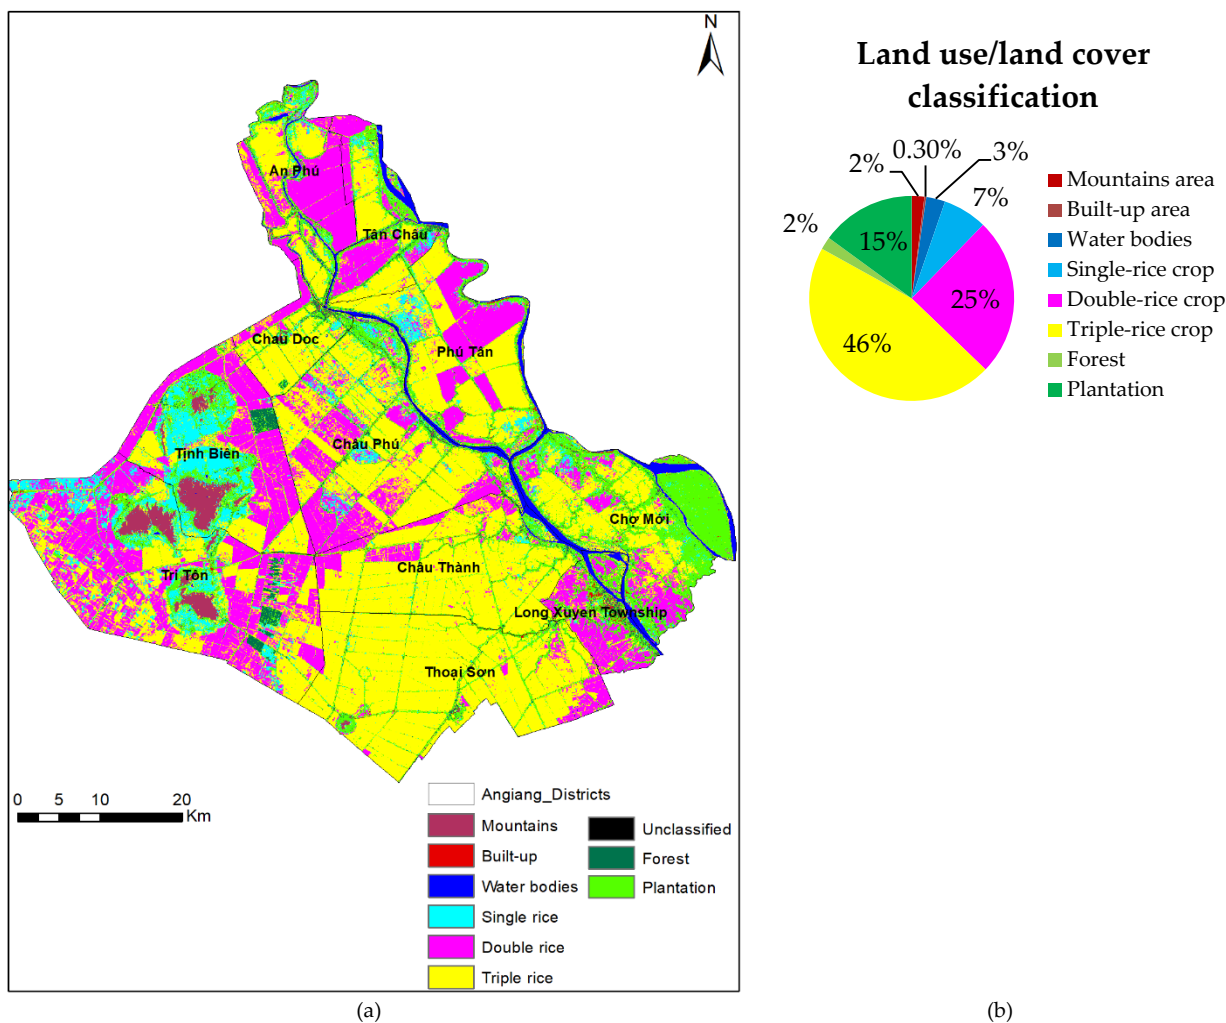 N
An Phú
Tân Châu
Chau Doc
Phú Tân
Châu Phú
Tịnh Biên
Chợ Mới
Châu Thành
Tri Tôn
Long Xuyen Township
Thoại Sơn
0 5 10 20
Km
Angiang_Districts
Mountains
Built-up
Water bodies
Single rice
Double rice
Triple rice
Unclassified
Forest
Plantation
(a)
Land use/land cover
classification
2%
0.30%
3%
7%
2%
15%
25%
46%
Mountains area
Built-up area
Water bodies
Single-rice crop
Double-rice crop
Triple-rice crop
Forest
Plantation
(b)